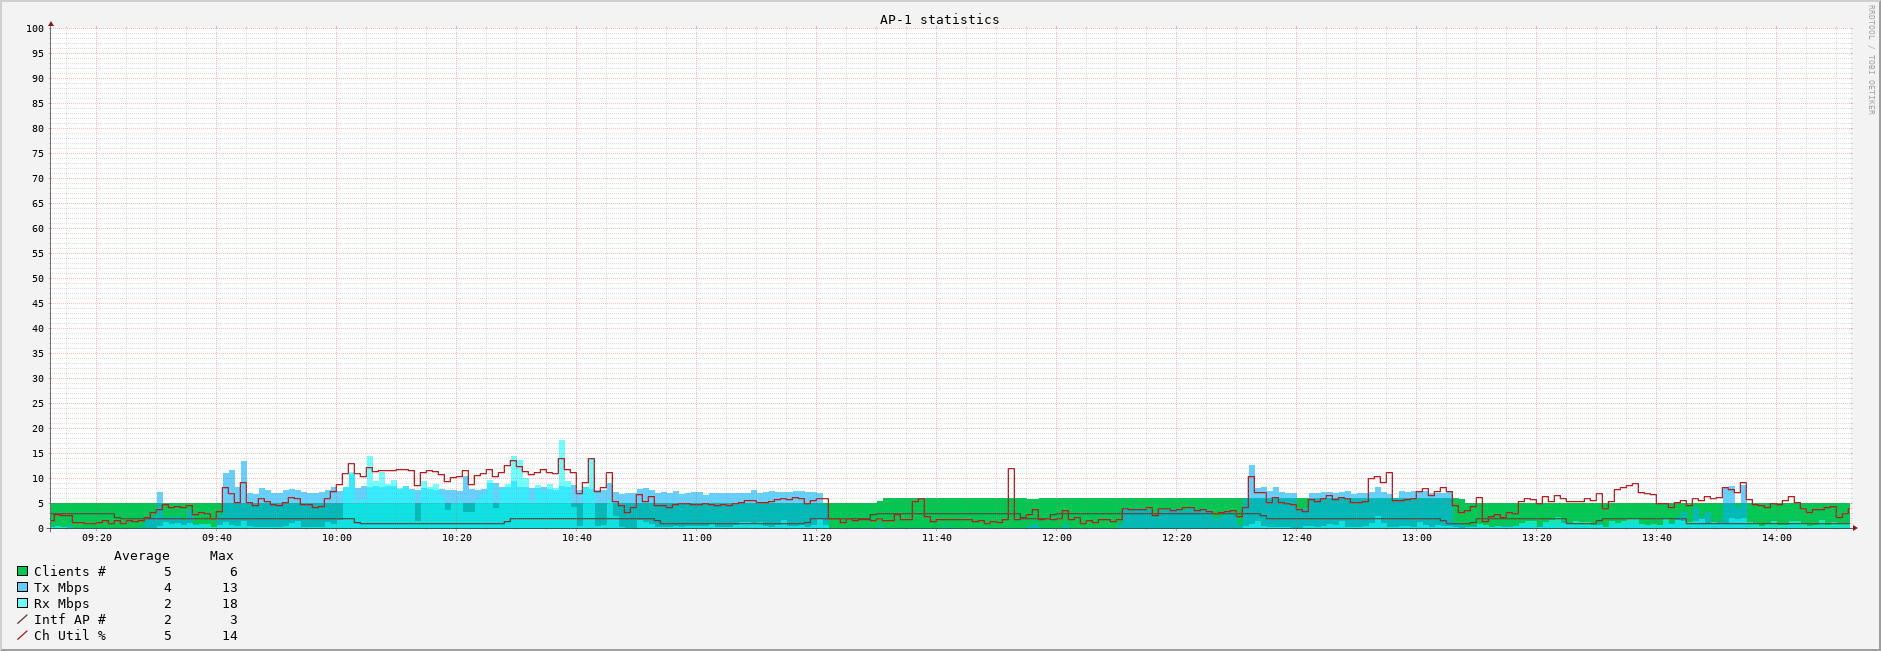 AP-1 statistics
RRDTOOL / TOBI OETIKER
100
95
90
85
80
75
70
65
60
55
50
45
40
35
30
25
20
15
10
5
0
09:20 09:40 10:00 10:20 10:40 11:00 11:20 11:40 12:00 12:20 12:40 13:00 13:20 13:40 14:00
Average Max
Clients # 5 6
Tx Mbps 4 13
Rx Mbps 2 18
Intf AP # 2 3
Ch Util % 5 14